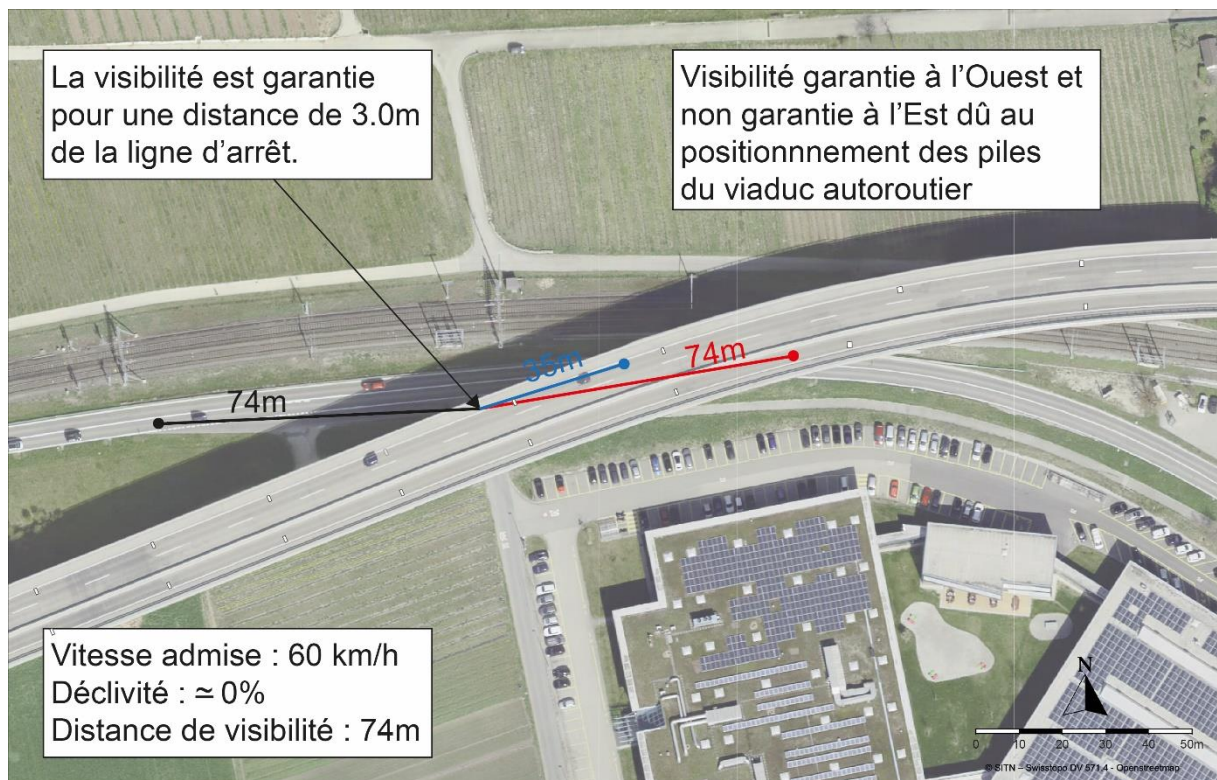 La visibilité est garantie
pour une distance de 3.0m
de la ligne d'arrêt.
Visibilité garantie à l'Ouest et
non garantie à l'Est dû au
positionnnement des piles
du viaduc autoroutier
35m
74m
74m
Vitesse admise : 60 km/h
Déclivité : ≃ 0%
Distance de visibilité : 74m
N
0 10 20 30 40 50m
© SITN – Swisstopo DV 571.4 - Openstreetmap